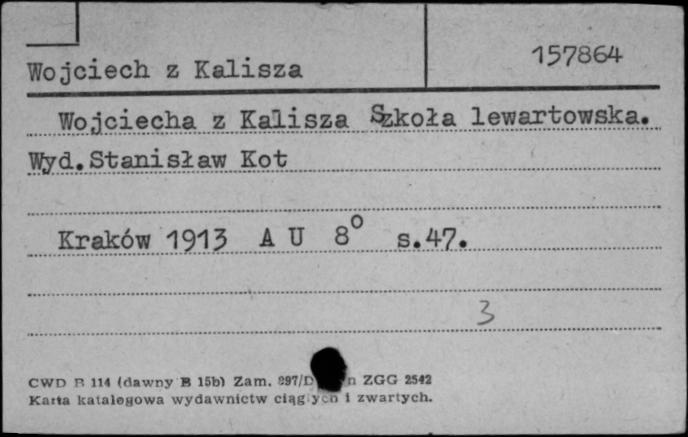 157864
Wojciech z Kalisza
Wojciecha z Kalisza Szkoła lewartowska.
Wyd. Stanisław Kot
Kraków 1913 A U 8° s.47.
3
CWD B 114 (dawny B 15b) Zam. ZGG 2542
Karta katalogowa wydawnictw ciągłych i zwartych.